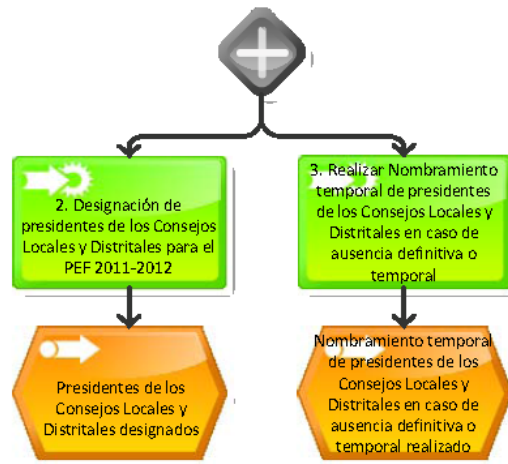 2. Designación de
presidentes de los Consejos
Locales y Distritales para el
PEF 2011-2012
3. Realizar Nombramiento
temporal de presidentes
de los Consejos Locales y
Distritales en caso de
ausencia definitiva o
temporal
Presidentes de los
Consejos Locales y
Distritales designados
Nombramiento temporal
de presidentes de los
Consejos Locales y
Distritales en caso de
ausencia definitiva o
temporal realizado